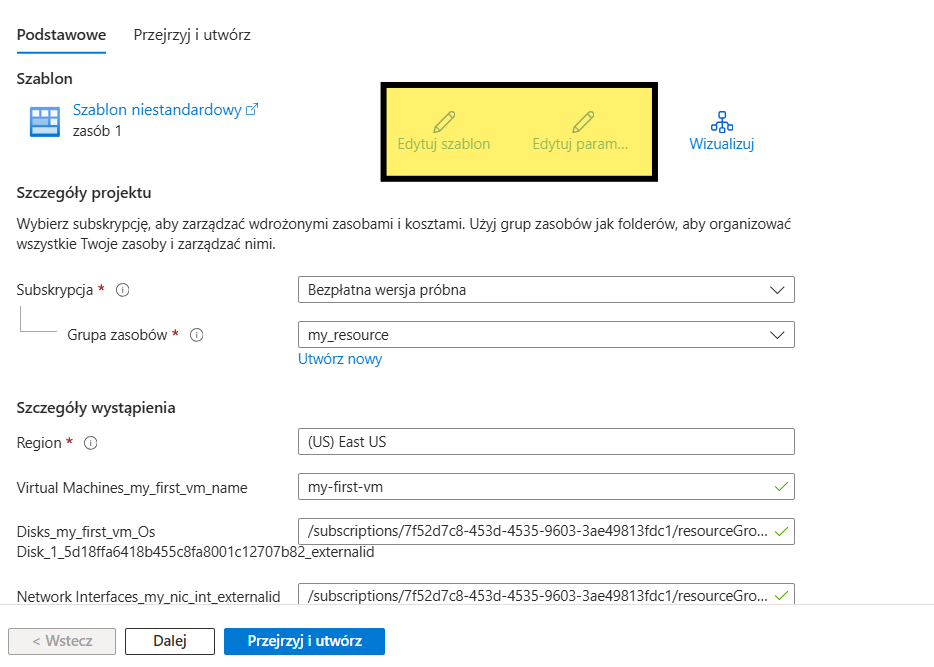 Podstawowe Przejrzyj i utwórz
Szablon
Szablon niestandardowy
zasób 1
Edytuj szablon Edytuj param... Wizualizuj
Szczegóły projektu
Wybierz subskrypcję, aby zarządzać wdrożonymi zasobami i kosztami. Użyj grup zasobów jak folderów, aby organizować
wszystkie Twoje zasoby i zarządzać nimi.
Subskrypcja * Bezpłatna wersja próbna
Grupa zasobów * my_resource
Utwórz nowy
Szczegóły wystąpienia
Region * (US) East US
Virtual Machines_my_first_vm_name my-first-vm
Disks_my_first_vm_Os /subscriptions/7f52d7c8-453d-4535-9603-3ae49813fdc1/resourceGro...
Disk_1_5d18ffa6418b455c8fa8001c12707b82_externalid
Network Interfaces_my_nic_int_externalid /subscriptions/7f52d7c8-453d-4535-9603-3ae49813fdc1/resourceGro...
< Wstecz Dalej Przejrzyj i utwórz